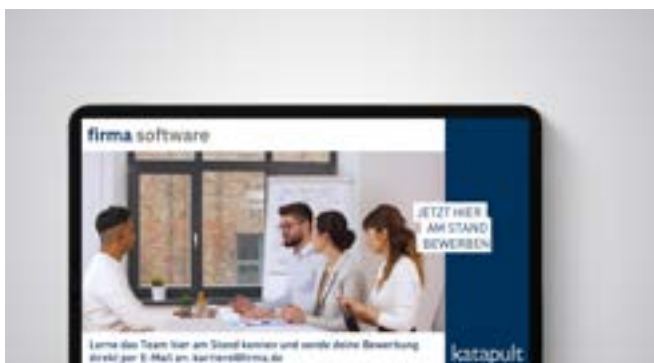 firma software
JETZT HIER
AM STAND
BEWERBEN
Lerne das Team hier am Stand kennen und sende deine Bewerbung
direkt per E-Mail an: karriere@firma.de
katapult